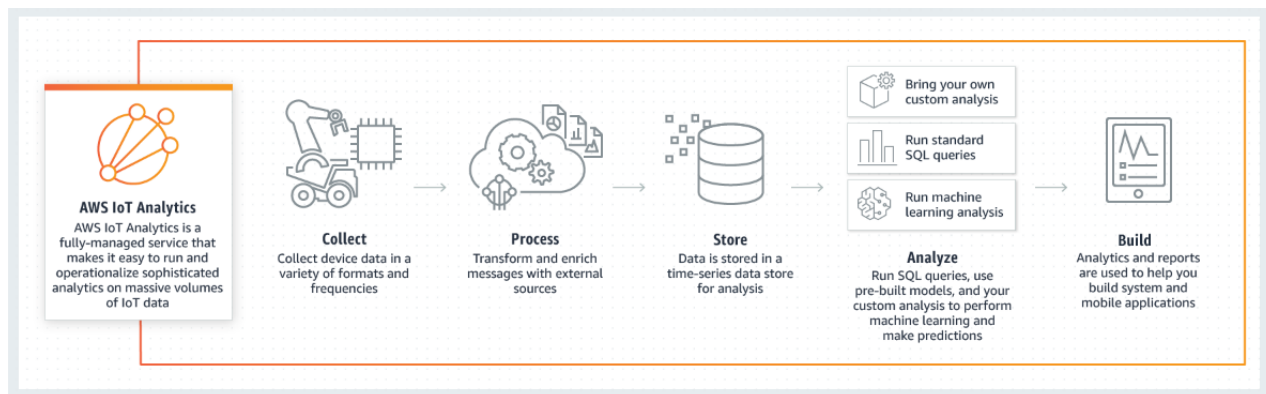 AWS IoT Analytics
AWS IoT Analytics is a
fully-managed service that
makes it easy to run and
operationalize sophisticated
analytics on massive volumes
of IoT data
Collect
Collect device data in a
variety of formats and
frequencies
Process
Transform and enrich
messages with external
sources
Store
Data is stored in a
time-series data store
for analysis
Bring your own
custom analysis
Run standard
SQL queries
Run machine
learning analysis
Analyze
Run SQL queries, use
pre-built models, and your
custom analysis to perform
machine learning and
make predictions
Build
Analytics and reports
are used to help you
build system and
mobile applications